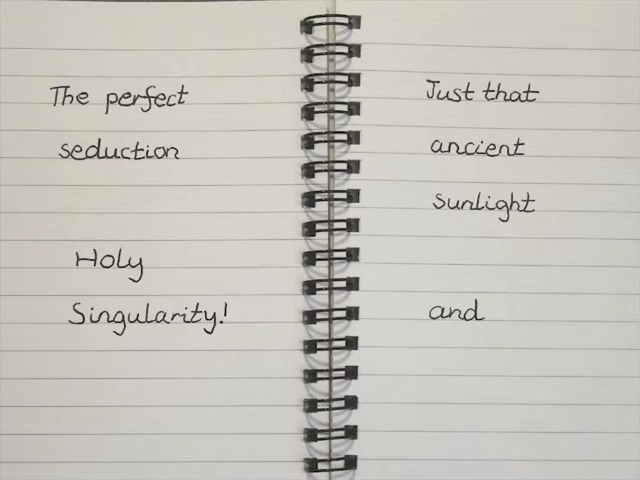 The perfect
seduction
Holy
Singularity!
Just that
ancient
sunlight
and